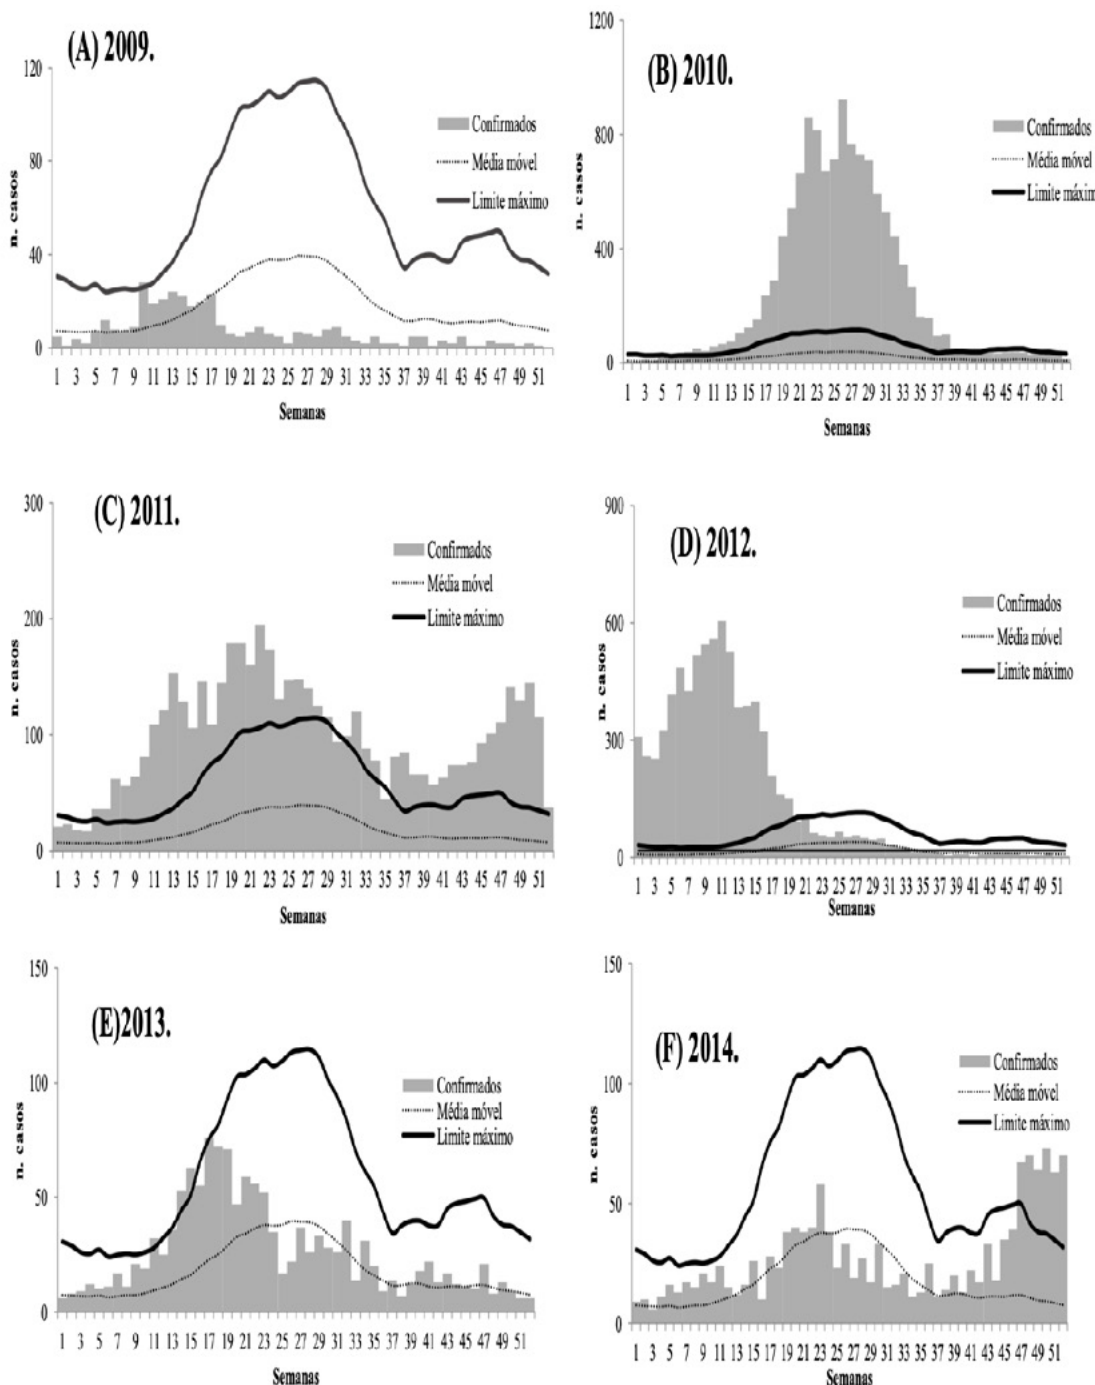 (A) 2009.
120
80
40
0
n. casos
Confirmados
Média móvel
Limite máximo
1 3 5 7 9 11 13 15 17 19 21 23 25 27 29 31 33 35 37 39 41 43 45 47 49 51
Semanas
(B) 2010.
1200
800
400
0
n. casos
Confirmados
Média móvel
Limite máxim
1 3 5 7 9 11 13 15 17 19 21 23 25 27 29 31 33 35 37 39 41 43 45 47 49 51
Semanas
(C) 2011.
300
200
100
0
n. casos
Confirmados
Média móvel
Limite máximo
1 3 5 7 9 11 13 15 17 19 21 23 25 27 29 31 33 35 37 39 41 43 45 47 49 51
Semanas
(D) 2012.
900
600
300
0
n. casos
Confirmados
Média móvel
Limite máximo
1 3 5 7 9 11 13 15 17 19 21 23 25 27 29 31 33 35 37 39 41 43 45 47 49 51
Semanas
(E)2013.
150
100
50
0
n. casos
Confirmados
Média móvel
Limite máximo
1 3 5 7 9 11 13 15 17 19 21 23 25 27 29 31 33 35 37 39 41 43 45 47 49 51
Semanas
(F) 2014.
150
100
50
0
n. casos
Confirmados
Média móvel
Limite máximo
1 3 5 7 9 11 13 15 17 19 21 23 25 27 29 31 33 35 37 39 41 43 45 47 49 51
Semanas